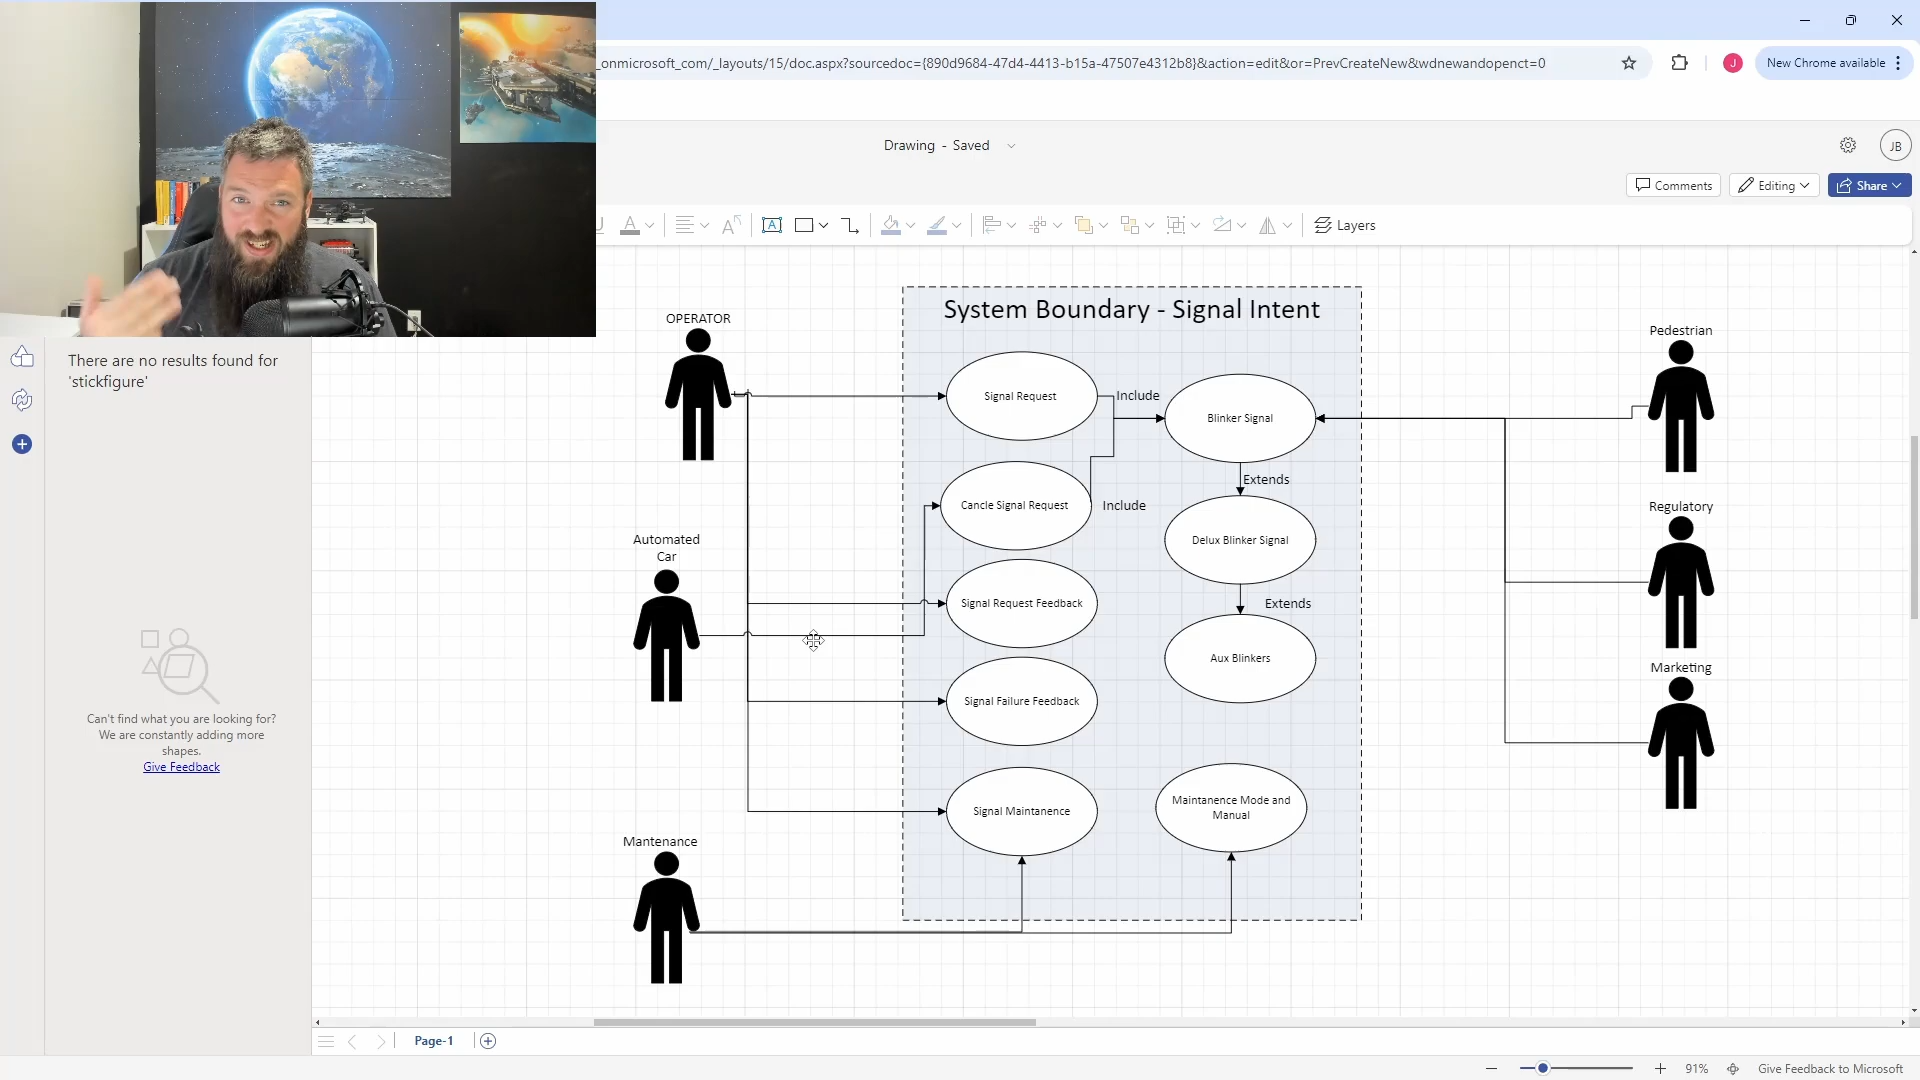 _onmicrosoft_com/_layouts/15/doc.aspx?sourcedoc={890d9684-47d4-4413-b15a-47507e4312b8}&action=edit&or=PrevCreateNew&wdnewandopenct=0
J
New Chrome available
Drawing - Saved
JB
Comments
Editing
Share
A
A
A
Layers
There are no results found for
'stickfigure'
Can't find what you are looking for?
We are constantly adding more
shapes.
Give Feedback
System Boundary - Signal Intent
OPERATOR
Pedestrian
Signal Request
Include
Blinker Signal
Extends
Cancle Signal Request
Include
Regulatory
Automated
Car
Delux Blinker Signal
Signal Request Feedback
Extends
Aux Blinkers
Marketing
Signal Failure Feedback
Signal Maintanence
Maintanence Mode and
Manual
Mantenance
Page-1
91%
Give Feedback to Microsoft